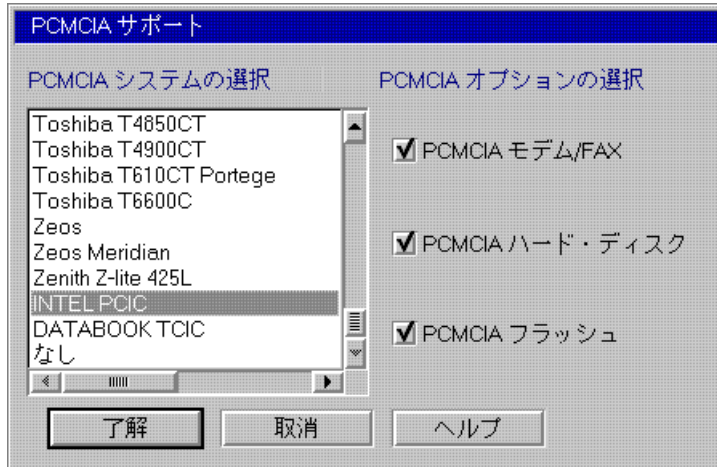 PCMCIA サポート
PCMCIA システムの選択
Toshiba T4850CT
Toshiba T4900CT
Toshiba T610CT Portege
Toshiba T6600C
Zeos
Zeos Meridian
Zenith Z-lite 425L
INTEL PCIC
DATABOOK TCIC
なし
PCMCIA オプションの選択
PCMCIA モデム/FAX
PCMCIA ハード・ディスク
PCMCIA フラッシュ
了解
取消
ヘルプ